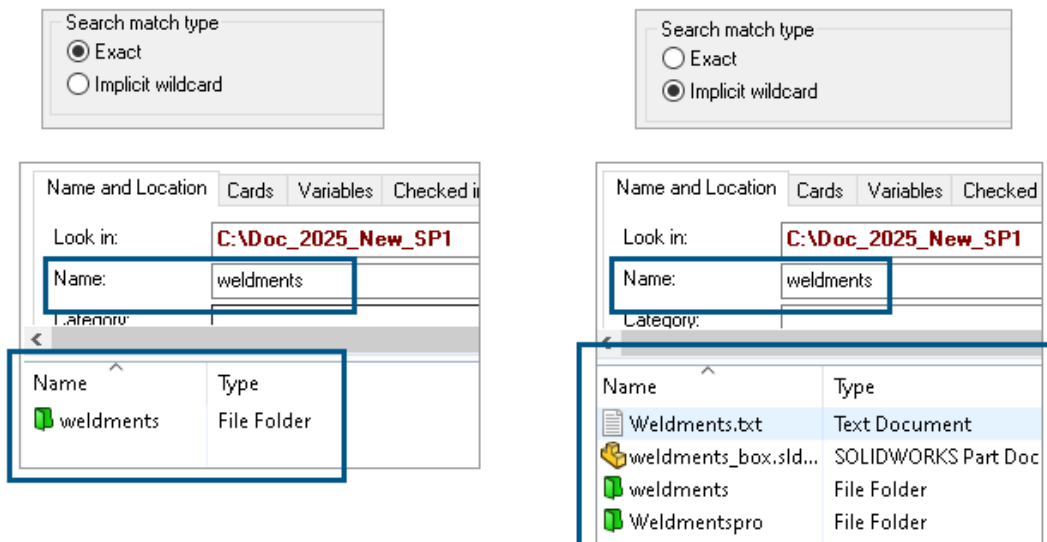 Search match type
Exact
Implicit wildcard
Name and Location Cards Variables Checked
Look in: C:\Doc_2025_New_SP1
Name: weldments
Category:
Name Type
weldments File Folder
Search match type
Exact
Implicit wildcard
Name and Location Cards Variables Checked
Look in: C:\Doc_2025_New_SP1
Name: weldments
Category:
Name Type
Weldments.txt Text Document
weldments_box.sld... SOLIDWORKS Part Doc
weldments File Folder
Weldmentspro File Folder